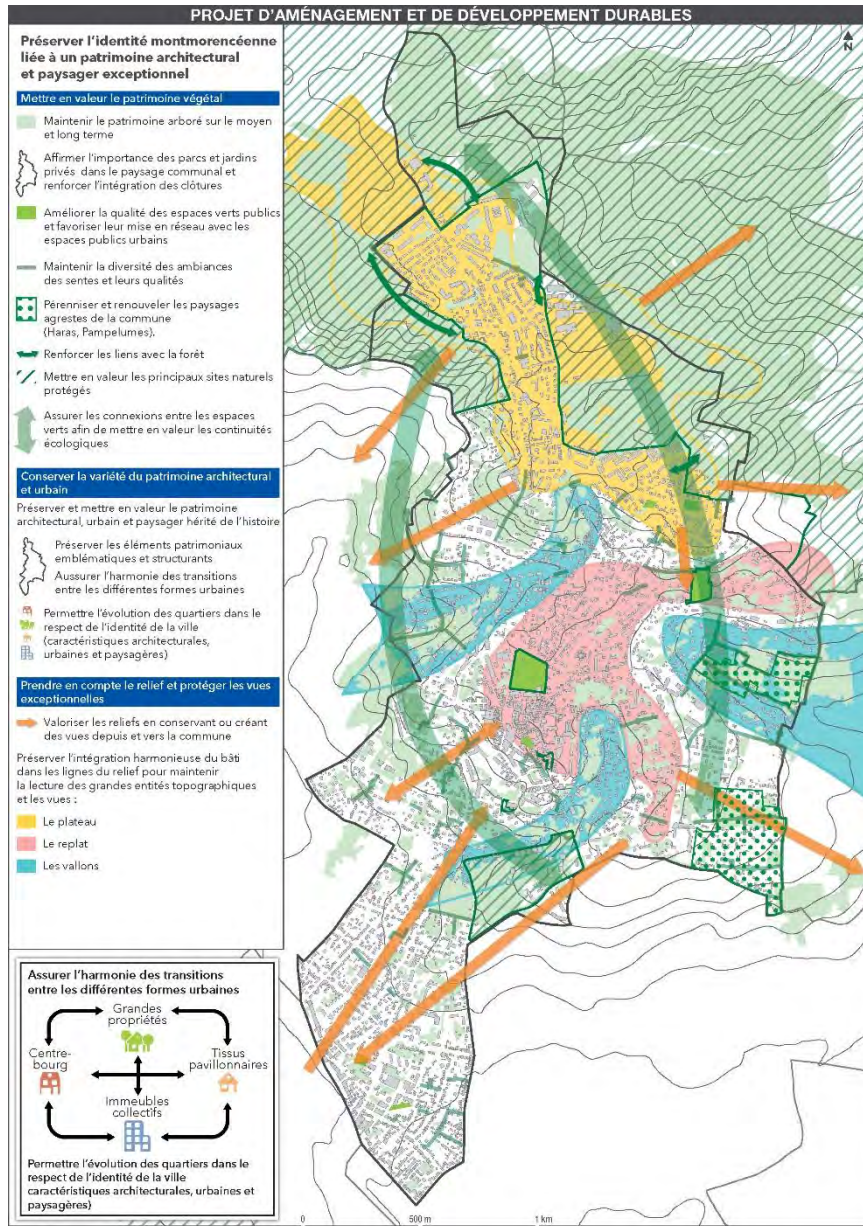 PROJET D'AMÉNAGEMENT ET DE DÉVELOPPEMENT DURABLES
Préserver l'identité montmorencéenne
liée à un patrimoine architectural
et paysager exceptionnel
Mettre en valeur le patrimoine végétal
Maintenir le patrimoine arboré sur le moyen
et long terme
Affirmer l'importance des parcs et jardins
privés dans le paysage communal et
renforcer l'intégration des clôtures
Améliorer la qualité des espaces verts publics
et favoriser leur mise en réseau avec les
espaces publics urbains
Maintenir la diversité des ambiances
des sentes et leurs qualités
Pérenniser et renouveler les paysages
agrestes de la commune
(Haras, Pampelumes).
Renforcer les liens avec la forêt
Mettre en valeur les principaux sites naturels
protégés
Assurer les connexions entre les espaces
verts afin de mettre en valeur les continuités
écologiques
Conserver la variété du patrimoine architectural
et urbain
Préserver et mettre en valeur le patrimoine
architectural, urbain et paysager hérité de l'histoire
Préserver les éléments patrimoniaux
emblématiques et structurants
Aussurer l'harmonie des transitions
entre les différentes formes urbaines
Permettre l'évolution des quartiers dans le
respect de l'identité de la ville
(caractéristiques architecturales,
urbaines et paysagères)
Prendre en compte le relief et protéger les vues
exceptionnelles
Valoriser les reliefs en conservant ou créant
des vues depuis et vers la commune
Préserver l'intégration harmonieuse du bâti
dans les lignes du relief pour maintenir
la lecture des grandes entités topographiques
et les vues :
Le plateau
Le replat
Les vallons
Assurer l'harmonie des transitions
entre les différentes formes urbaines
Grandes
propriétés
Centre-
bourg
Tissus
pavillonnaires
Immeubles
collectifs
Permettre l'évolution des quartiers dans le
respect de l'identité de la ville
caractéristiques architecturales, urbaines et
paysagères)
N
0 500 m 1 km